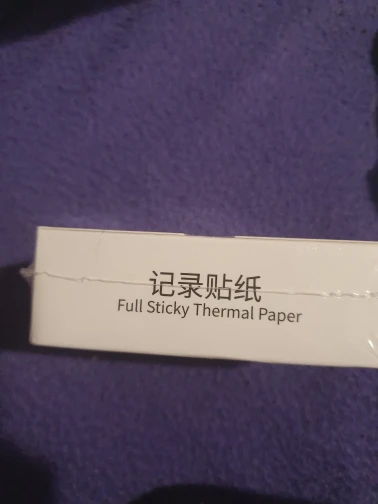 记录贴纸
Full Sticky Thermal Paper